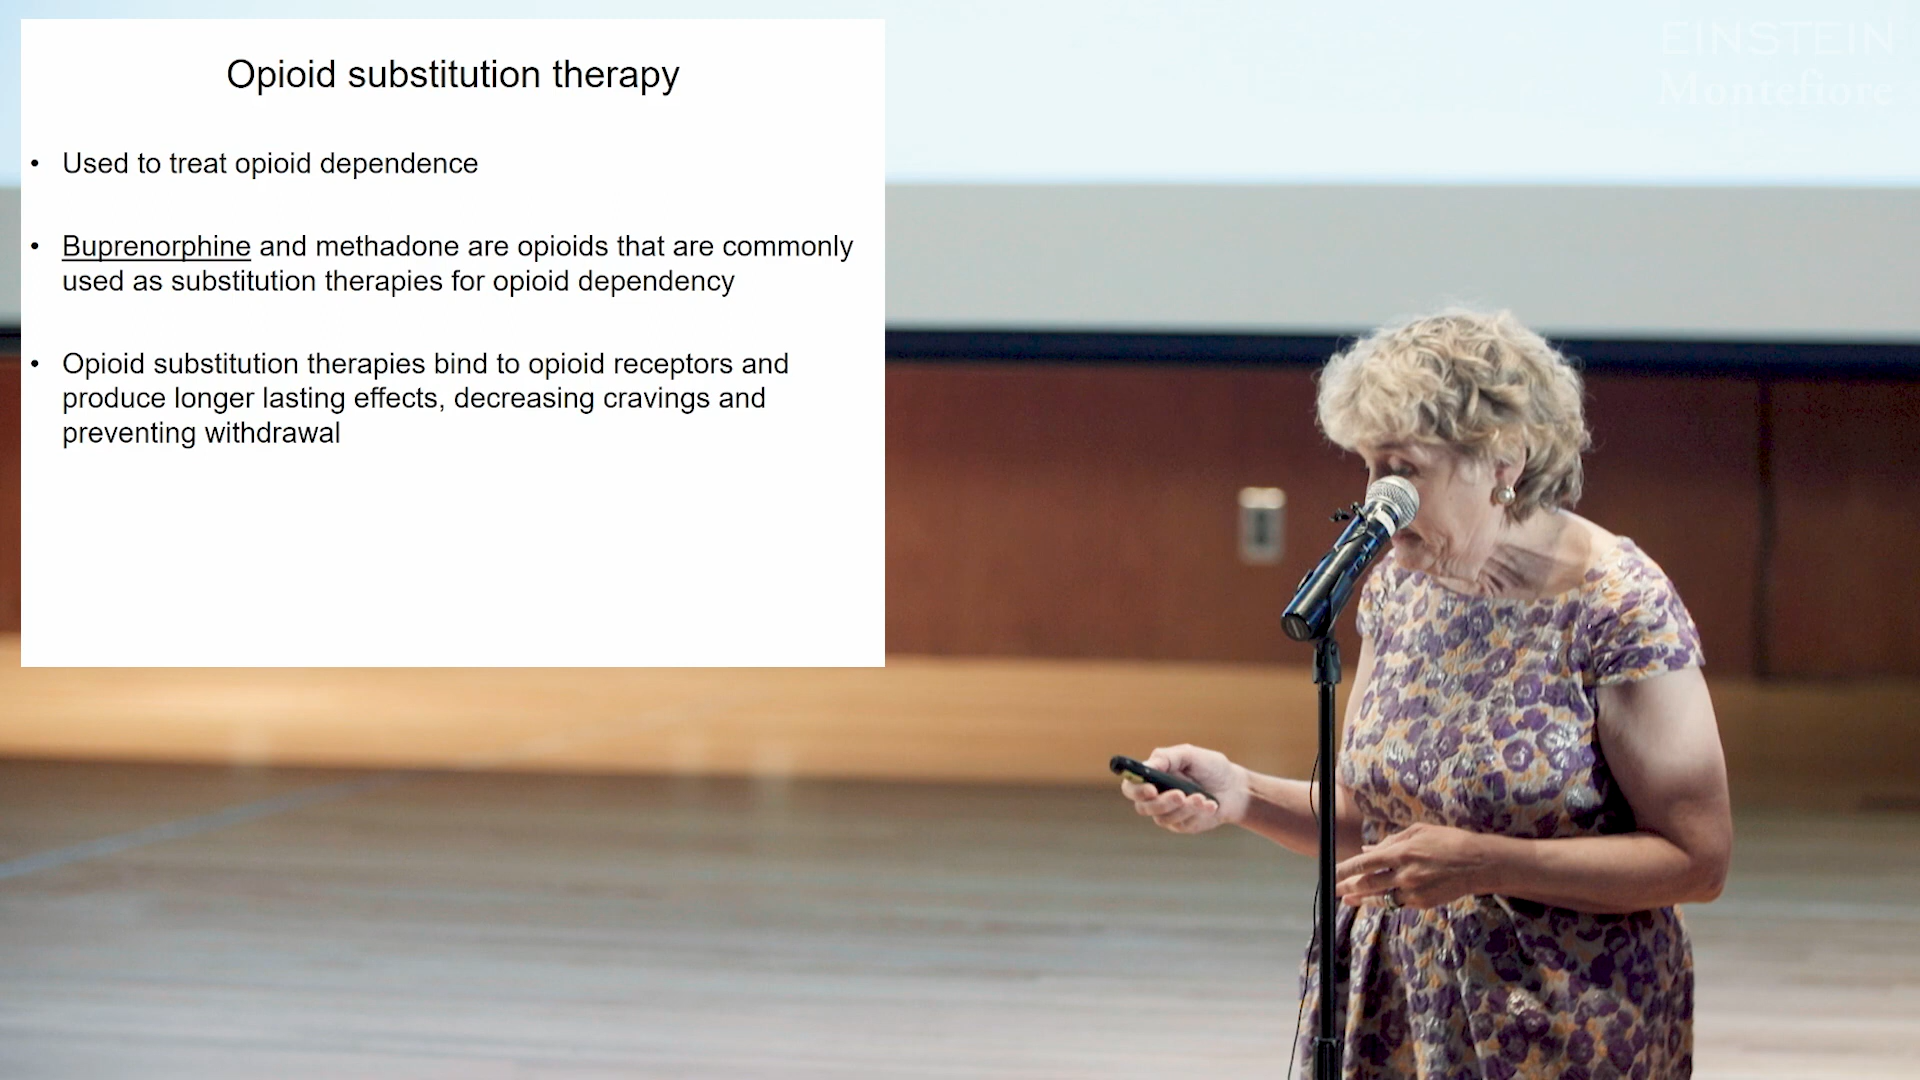 EINSTEIN
Montefiore
Opioid substitution therapy
• Used to treat opioid dependence
• Buprenorphine and methadone are opioids that are commonly
used as substitution therapies for opioid dependency
• Opioid substitution therapies bind to opioid receptors and
produce longer lasting effects, decreasing cravings and
preventing withdrawal